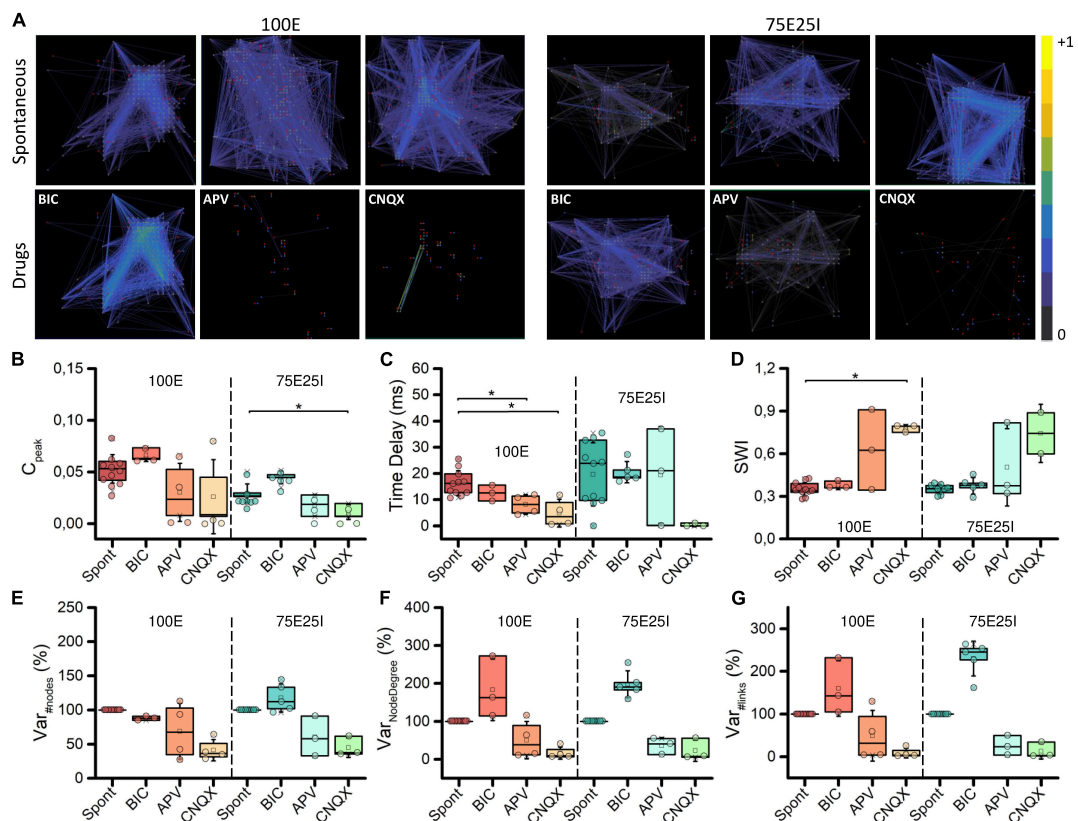 A
100E
75E25I
Spontaneous
+1
0
Drugs
BIC
APV
CNQX
BIC
APV
CNQX
B
C_peak
0,15
0,10
0,05
0,00
100E
75E25I
*
Spont
BIC
APV
CNQX
Spont
BIC
APV
CNQX
C
Time Delay (ms)
60
50
40
30
20
10
0
*
*
100E
75E25I
Spont
BIC
APV
CNQX
Spont
BIC
APV
CNQX
D
SWI
1,2
0,9
0,6
0,3
0,0
*
100E
75E25I
Spont
BIC
APV
CNQX
Spont
BIC
APV
CNQX
E
Var#nodes (%)
250
200
150
100
50
0
100E
75E25I
Spont
BIC
APV
CNQX
Spont
BIC
APV
CNQX
F
VarNodeDegree (%)
400
300
200
100
0
100E
75E25I
Spont
BIC
APV
CNQX
Spont
BIC
APV
CNQX
G
Var#links (%)
300
200
100
0
100E
75E25I
Spont
BIC
APV
CNQX
Spont
BIC
APV
CNQX